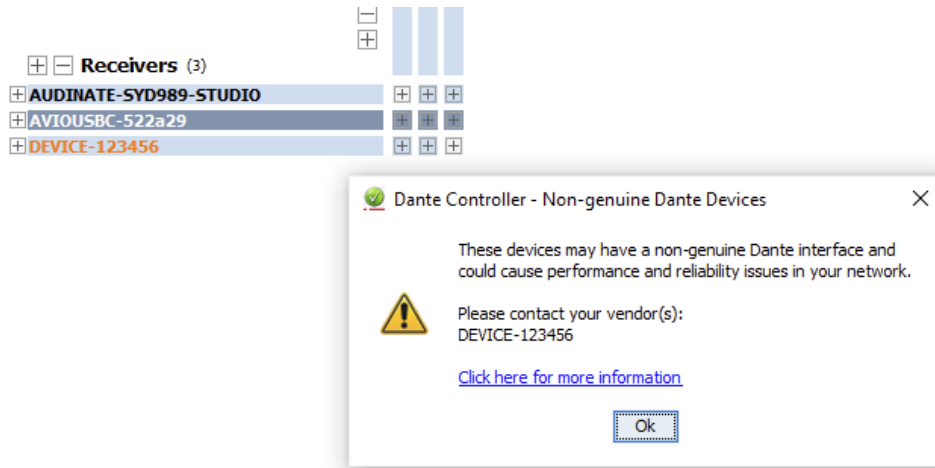 Receivers (3)
AUDINATE-SYD989-STUDIO
AVIOUSBC-522a29
DEVICE-123456
Dante Controller - Non-genuine Dante Devices
These devices may have a non-genuine Dante interface and
could cause performance and reliability issues in your network.
Please contact your vendor(s):
DEVICE-123456
Click here for more information
Ok